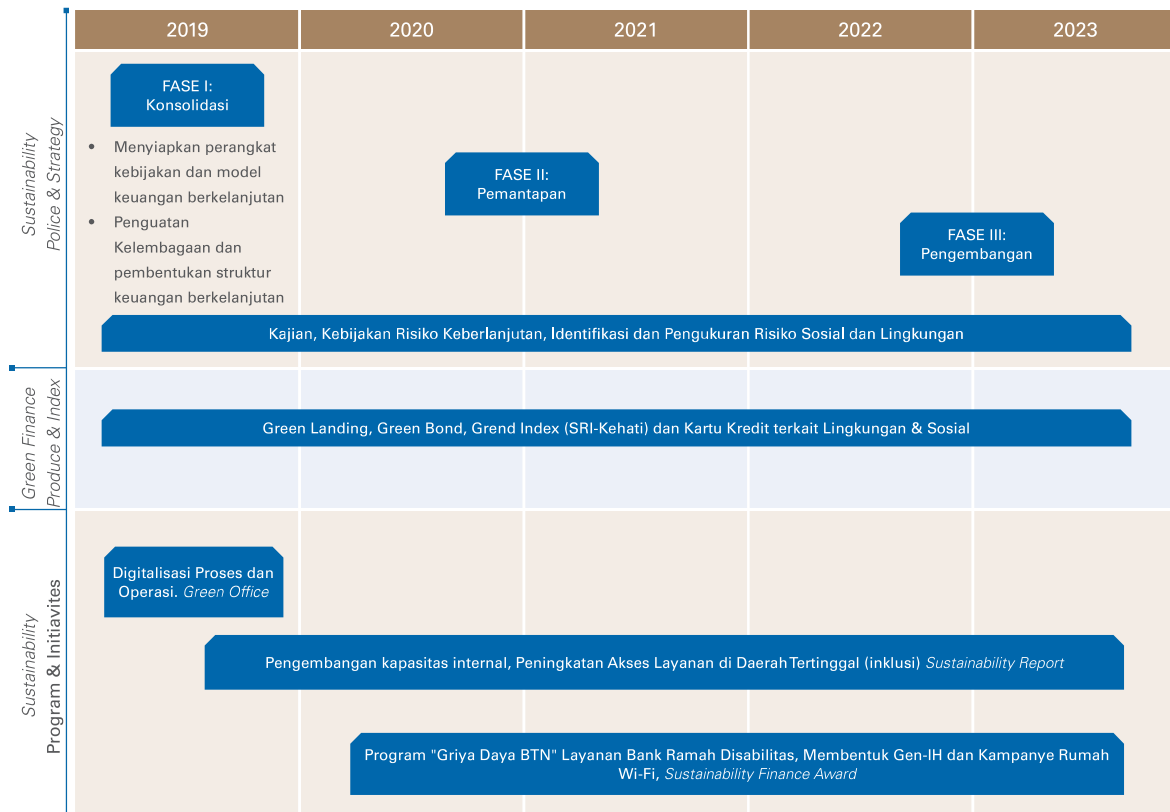 2019
2020
2021
2022
2023
Sustainability
Police & Strategy
FASE I:
Konsolidasi
• Menyiapkan perangkat
kebijakan dan model
keuangan berkelanjutan
• Penguatan
Kelembagaan dan
pembentukan struktur
keuangan berkelanjutan
FASE II:
Pemantapan
FASE III:
Pengembangan
Kajian, Kebijakan Risiko Keberlanjutan, Identifikasi dan Pengukuran Risiko Sosial dan Lingkungan
Green Finance
Produce & Index
Green Landing, Green Bond, Grend Index (SRI-Kehati) dan Kartu Kredit terkait Lingkungan & Sosial
Sustainability
Program & Initiavites
Digitalisasi Proses dan
Operasi. Green Office
Pengembangan kapasitas internal, Peningkatan Akses Layanan di Daerah Tertinggal (inklusi) Sustainability Report
Program "Griya Daya BTN" Layanan Bank Ramah Disabilitas, Membentuk Gen-IH dan Kampanye Rumah
Wi-Fi, Sustainability Finance Award